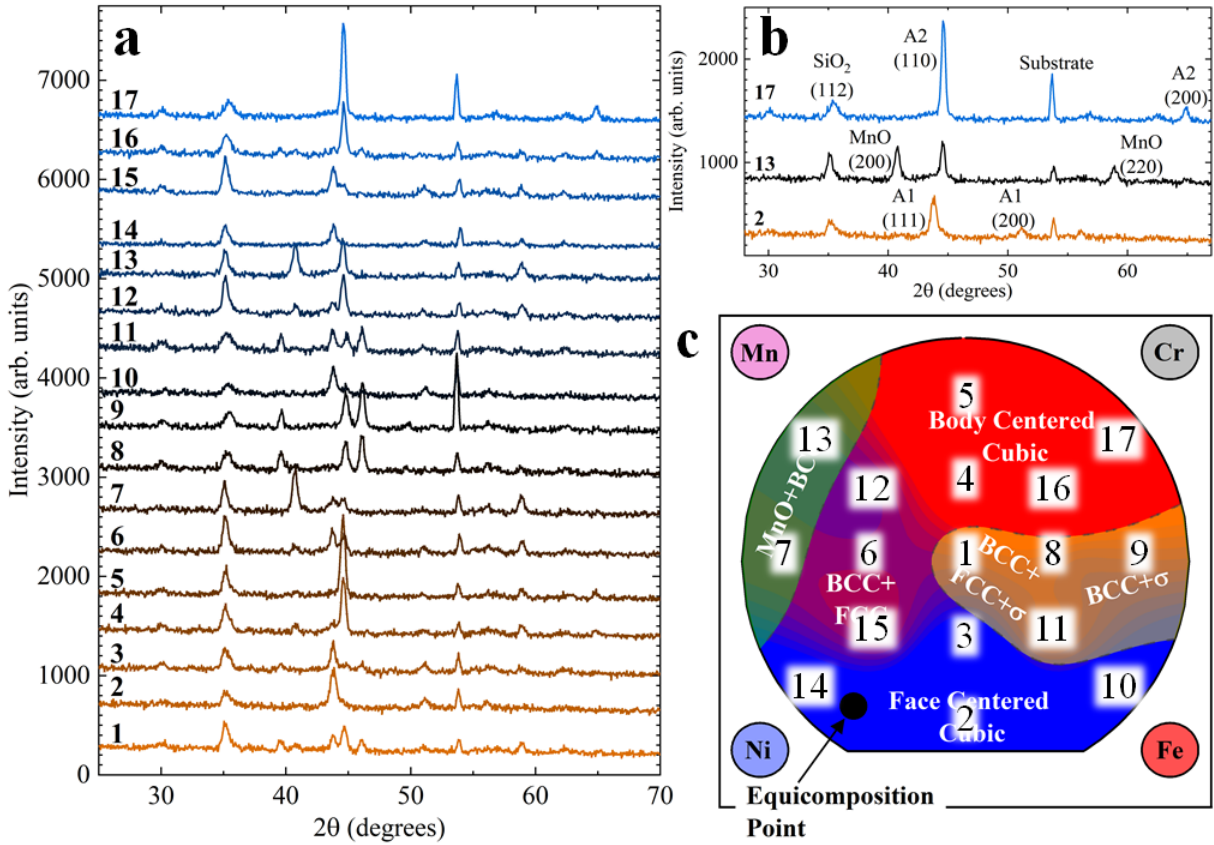 a
Intensity (arb. units)
7000
6000
5000
4000
3000
2000
1000
0
17
16
15
14
13
12
11
10
9
8
7
6
5
4
3
2
1
30 40 50 60 70
2θ (degrees)
b
Intensity (arb. units)
2000
1000
A2
(110)
SiO2
(112)
Substrate
A2
(200)
17
MnO
(200)
MnO
(220)
13
A1
(111)
A1
(200)
2
30 40 50 60
2θ (degrees)
c
Mn
Cr
5
Body Centered
Cubic
13
17
4
12
16
MnO+BC
7
6
1
8
9
BCC+
FCC+σ
BCC+σ
BCC+
FCC
15
3
11
14
10
Face Centered
Cubic
2
Ni
Fe
Equicomposition
Point